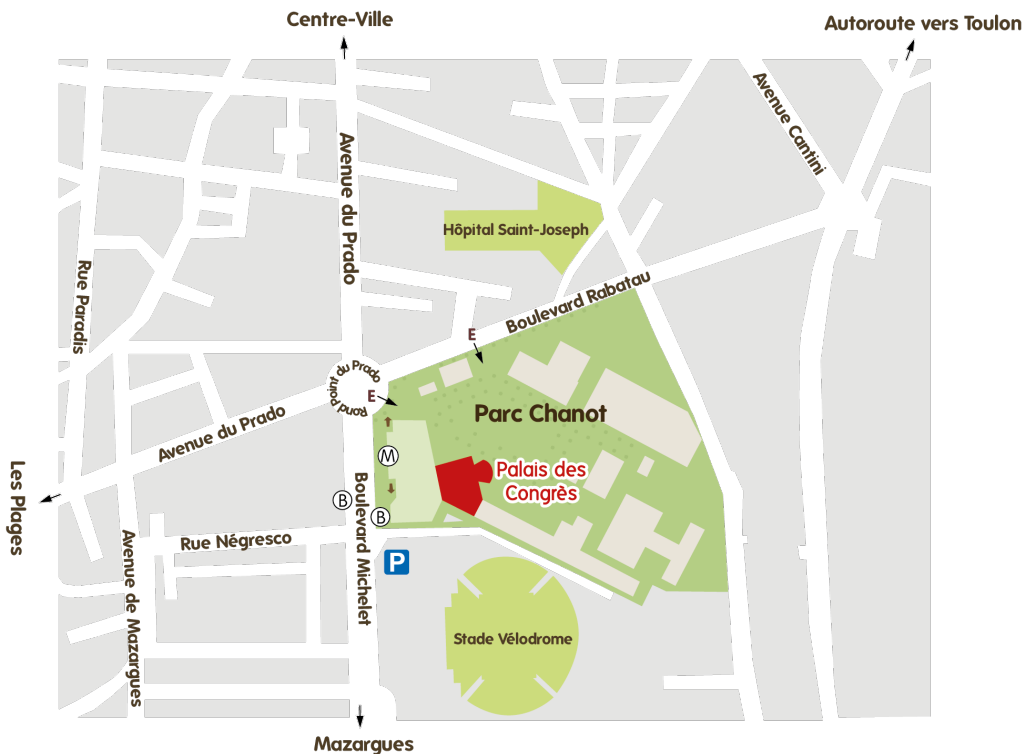 Centre-Ville
Autoroute vers Toulon
Avenue Cantini
Avenue du Prado
Hôpital Saint-Joseph
Rue Paradis
Boulevard Rabatau
E
du Prado
Rond point
E
Parc Chanot
Avenue du Prado
M
Palais des
Congrès
Les Plages
B
Boulevard Michelet
B
Rue Négresco
Avenue de Mazargues
P
Stade Vélodrome
Mazargues